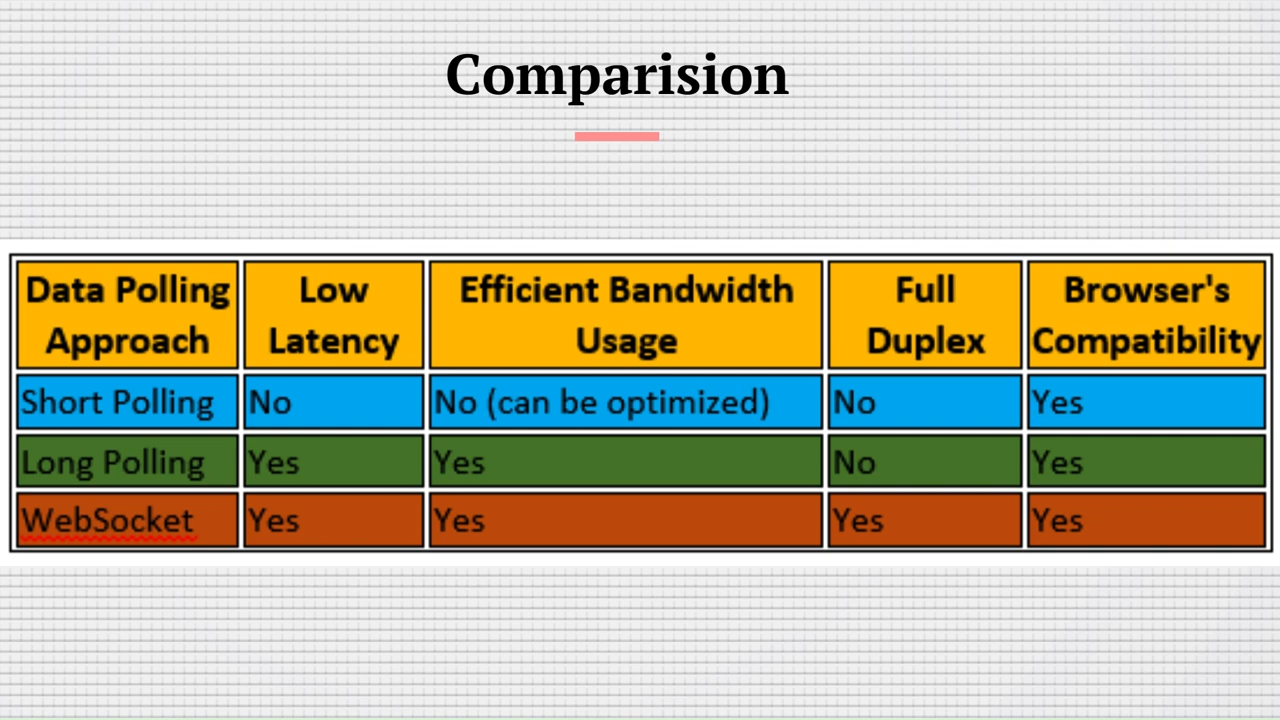 Comparision
Data Polling Approach Low Latency Efficient Bandwidth Usage Full Duplex Browser's Compatibility
Short Polling No No (can be optimized) No Yes
Long Polling Yes Yes No Yes
WebSocket Yes Yes Yes Yes